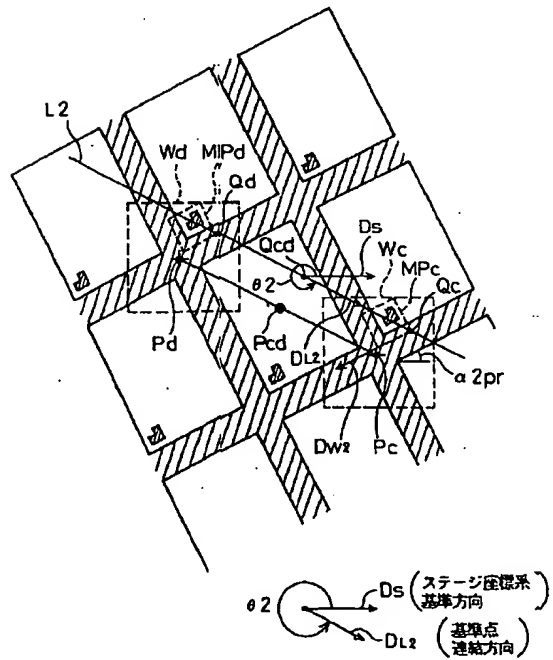 L2
Wd
MPd
Qd
Qcd
Ds
Wc
MPc
Qc
θ2
Pd
Pcd
DL2
α2pr
Dw2
Pc
θ2
Ds (ステージ座標系
基準方向)
DL2 (基準点
連結方向)